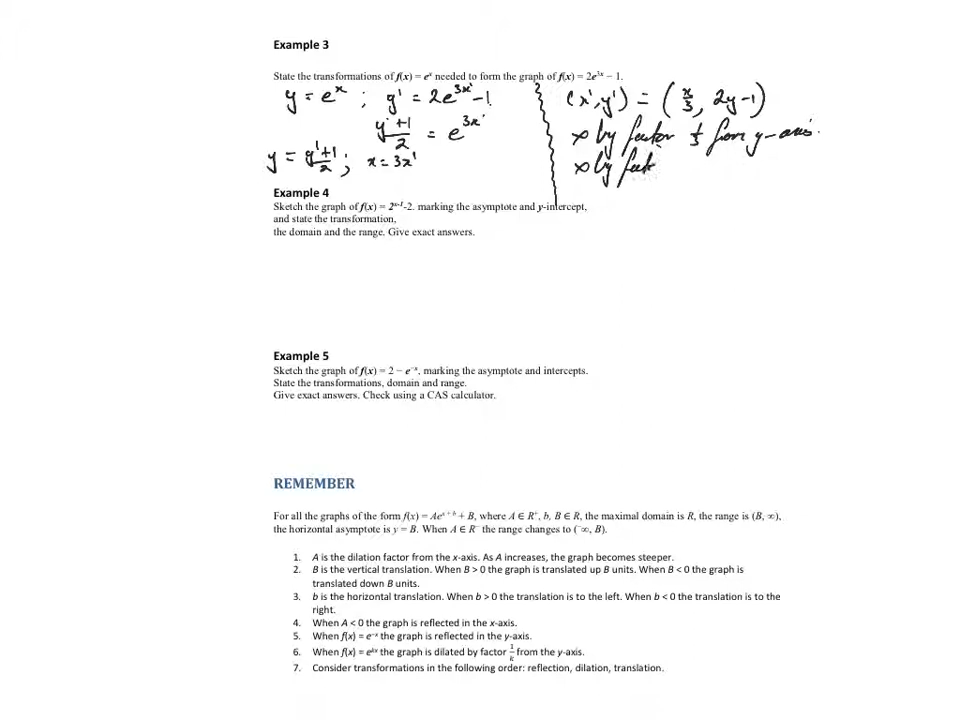 Example 3
State the transformations of f(x) = eˣ needed to form the graph of f(x) = 2e³ˣ – 1.
y = eˣ ; y' = 2e³ˣ' – 1
(y'+1)/2 = e³ˣ'
y = (y'+1)/2 ; x = 3x'
(x', y') = (x/3, 2y-1)
by factor 1/3 from y-axis.
by
Example 4
Sketch the graph of f(x) = 2ˣ⁻¹-2, marking the asymptote and y-intercept,
and state the transformation,
the domain and the range. Give exact answers.
Example 5
Sketch the graph of f(x) = 2 – e⁻ˣ, marking the asymptote and intercepts.
State the transformations, domain and range.
Give exact answers. Check using a CAS calculator.
REMEMBER
For all the graphs of the form f(x) = Aeˣ⁺ᵇ + B, where A ∈ R⁺, b, B ∈ R, the maximal domain is R, the range is (B, ∞),
the horizontal asymptote is y = B. When A ∈ R⁻ the range changes to (⁻∞, B).
1. A is the dilation factor from the x-axis. As A increases, the graph becomes steeper.
2. B is the vertical translation. When B > 0 the graph is translated up B units. When B < 0 the graph is
translated down B units.
3. b is the horizontal translation. When b > 0 the translation is to the left. When b < 0 the translation is to the
right.
4. When A < 0 the graph is reflected in the x-axis.
5. When f(x) = e⁻ˣ the graph is reflected in the y-axis.
6. When f(x) = eᵏˣ the graph is dilated by factor 1/k from the y-axis.
7. Consider transformations in the following order: reflection, dilation, translation.